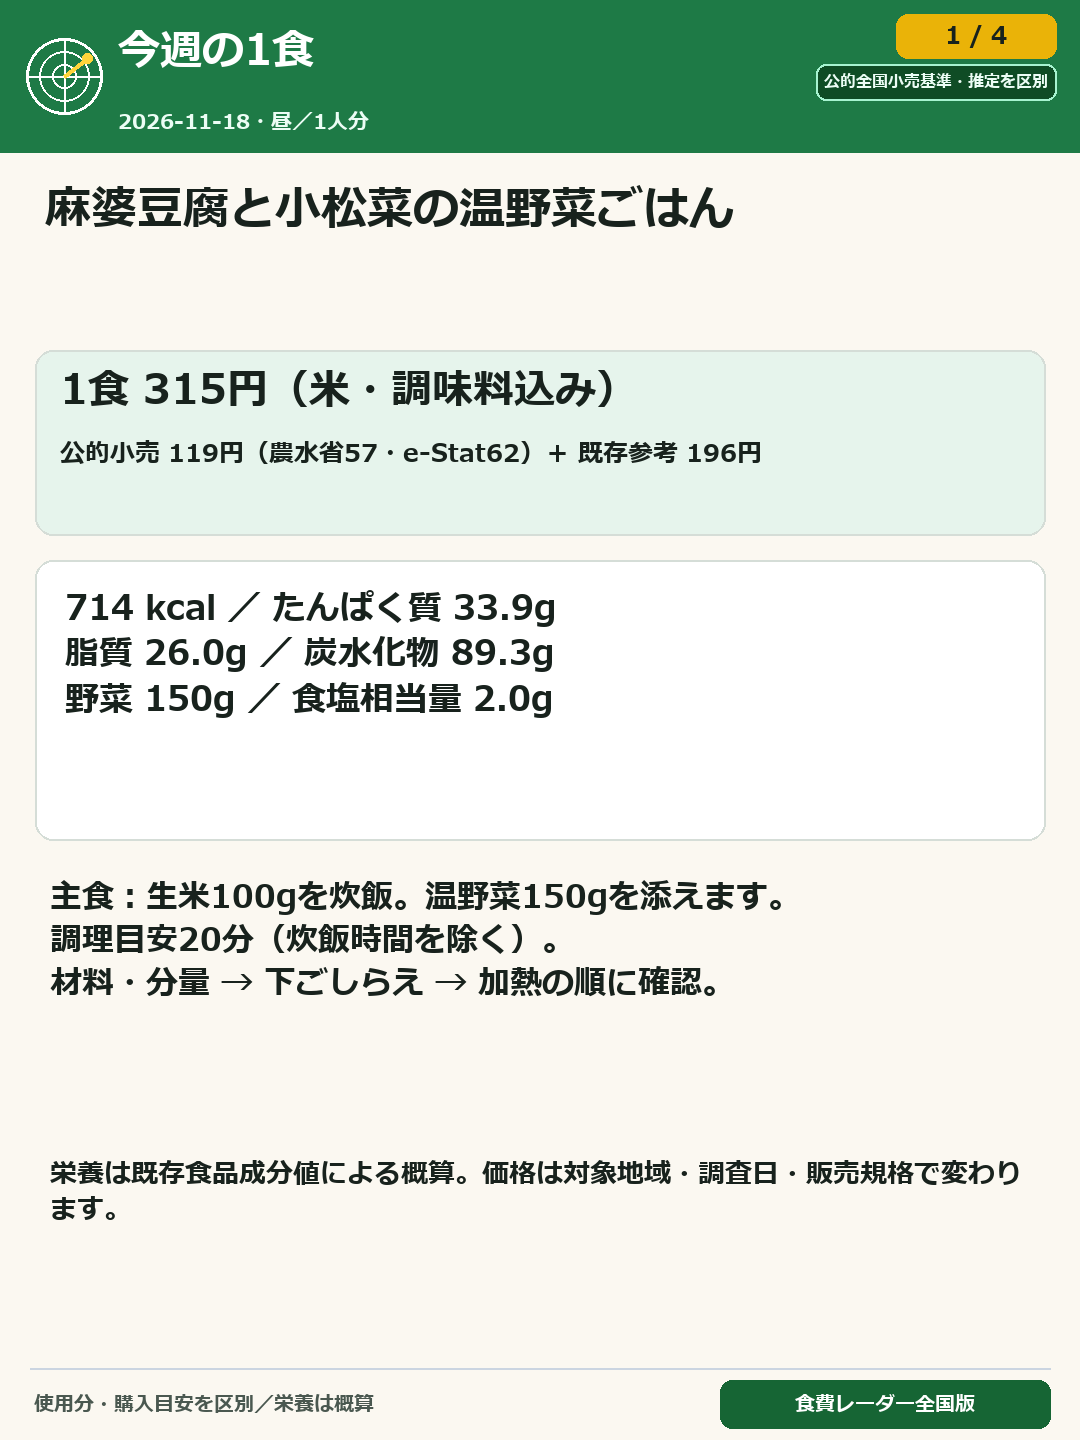 今週の1食
1 / 4
公的全国小売基準・推定を区別
2026-11-18・昼／1人分
麻婆豆腐と小松菜の温野菜ごはん
1食 315円（米・調味料込み）
公的小売 119円（農水省57・e-Stat62）+ 既存参考 196円
714 kcal ／ たんぱく質 33.9g
脂質 26.0g ／ 炭水化物 89.3g
野菜 150g ／ 食塩相当量 2.0g
主食：生米100gを炊飯。温野菜150gを添えます。
調理目安20分（炊飯時間を除く）。
材料・分量 → 下ごしらえ → 加熱の順に確認。
栄養は既存食品成分値による概算。価格は対象地域・調査日・販売規格で変わり
ます。
使用分・購入目安を区別／栄養は概算
食費レーダー全国版